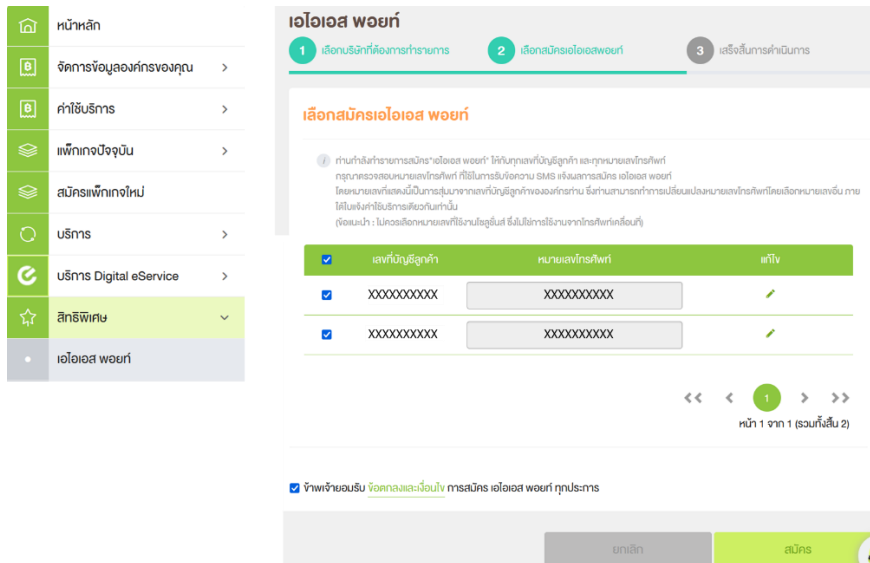 หน้าหลัก
จัดการข้อมูลองค์กรของคุณ
ค่าใช้บริการ
แพ็กเกจปัจจุบัน
สมัครแพ็กเกจใหม่
บริการ
บริการ Digital eService
สิทธิพิเศษ
เอไอเอส พอยท์
เอไอเอส พอยท์
1 เลือกบริษัทที่ต้องการทำรายการ 2 เลือกสมัครเอไอเอสพอยท์ 3 เสร็จสิ้นการดำเนินการ
เลือกสมัครเอไอเอส พอยท์
ท่านกำลังทำรายการสมัคร"เอไอเอส พอยท์" ให้กับทุกเลขที่บัญชีลูกค้า และทุกหมายเลขโทรศัพท์
กรุณาตรวจสอบหมายเลขโทรศัพท์ ที่ใช้ในการรับข้อความ SMS แจ้งผลการสมัคร เอไอเอส พอยท์
โดยหมายเลขที่แสดงนี้เป็นการสุ่มมาจากเลขที่บัญชีลูกค้าขององค์กรท่าน ซึ่งท่านสามารถทำการเปลี่ยนแปลงหมายเลขโทรศัพท์โดยเลือกหมายเลขอื่น ภาย
ใต้ใบแจ้งค่าใช้บริการเดียวกันเท่านั้น
(ข้อแนะนำ : ไม่ควรเลือกหมายเลขที่ใช้งานโซลูชั่นส์ ซึ่งไม่ใช่การใช้งานจากโทรศัพท์เคลื่อนที่)
เลขที่บัญชีลูกค้า หมายเลขโทรศัพท์ แก้ไข
XXXXXXXXXX XXXXXXXXXX
XXXXXXXXXX XXXXXXXXXX
<< < 1 > >>
หน้า 1 จาก 1 (รวมทั้งสิ้น 2)
ข้าพเจ้ายอมรับ ข้อตกลงและเงื่อนไข การสมัคร เอไอเอส พอยท์ ทุกประการ
ยกเลิก สมัคร